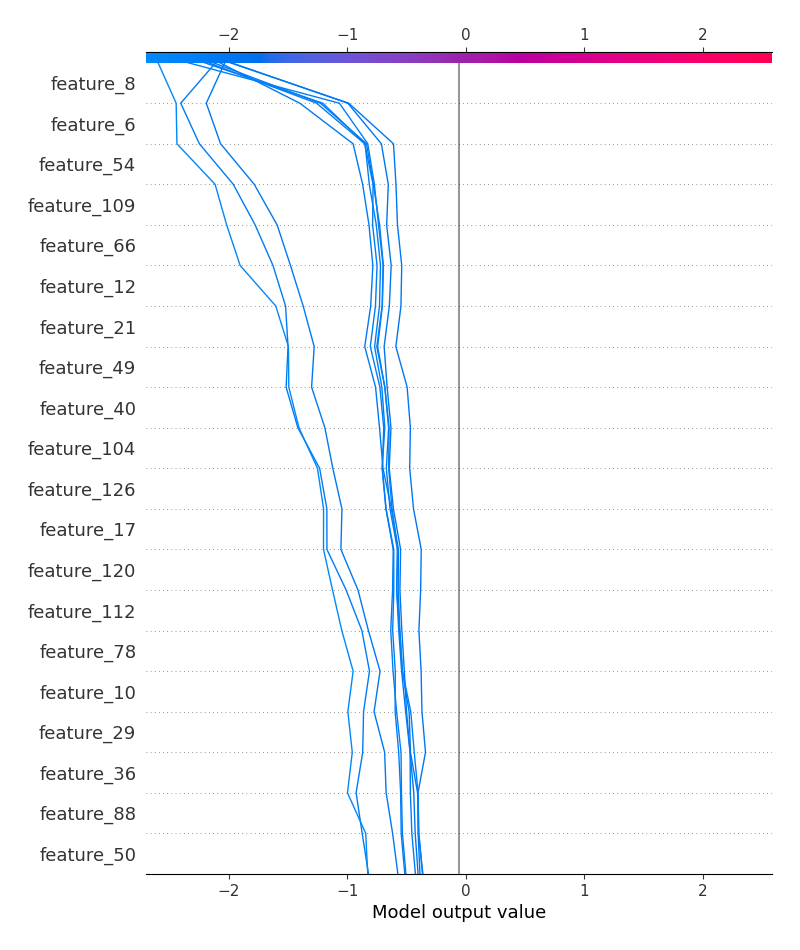 −2 −1 0 1 2
feature_8
feature_6
feature_54
feature_109
feature_66
feature_12
feature_21
feature_49
feature_40
feature_104
feature_126
feature_17
feature_120
feature_112
feature_78
feature_10
feature_29
feature_36
feature_88
feature_50
−2 −1 0 1 2
Model output value